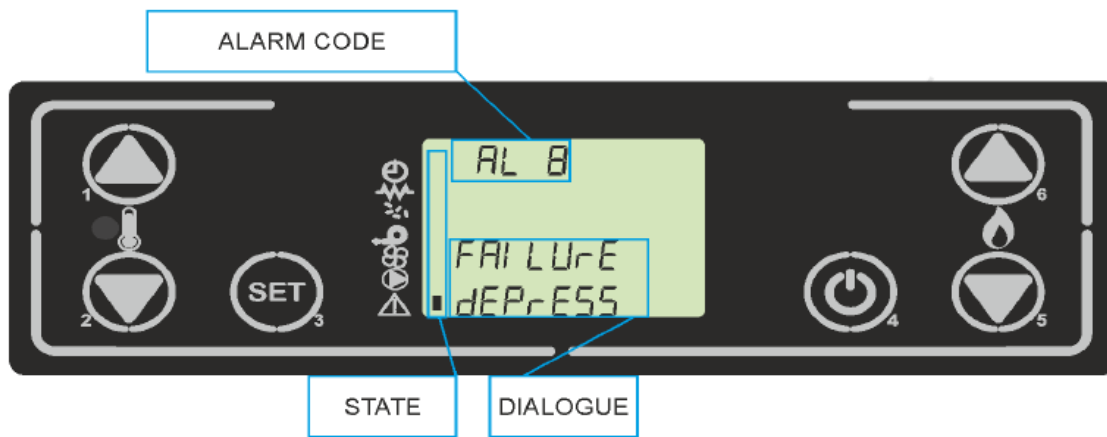 ALARM CODE
AL 8
1
6
FAILUrE
dEPrESS
2
SET
3
4
5
STATE
DIALOGUE